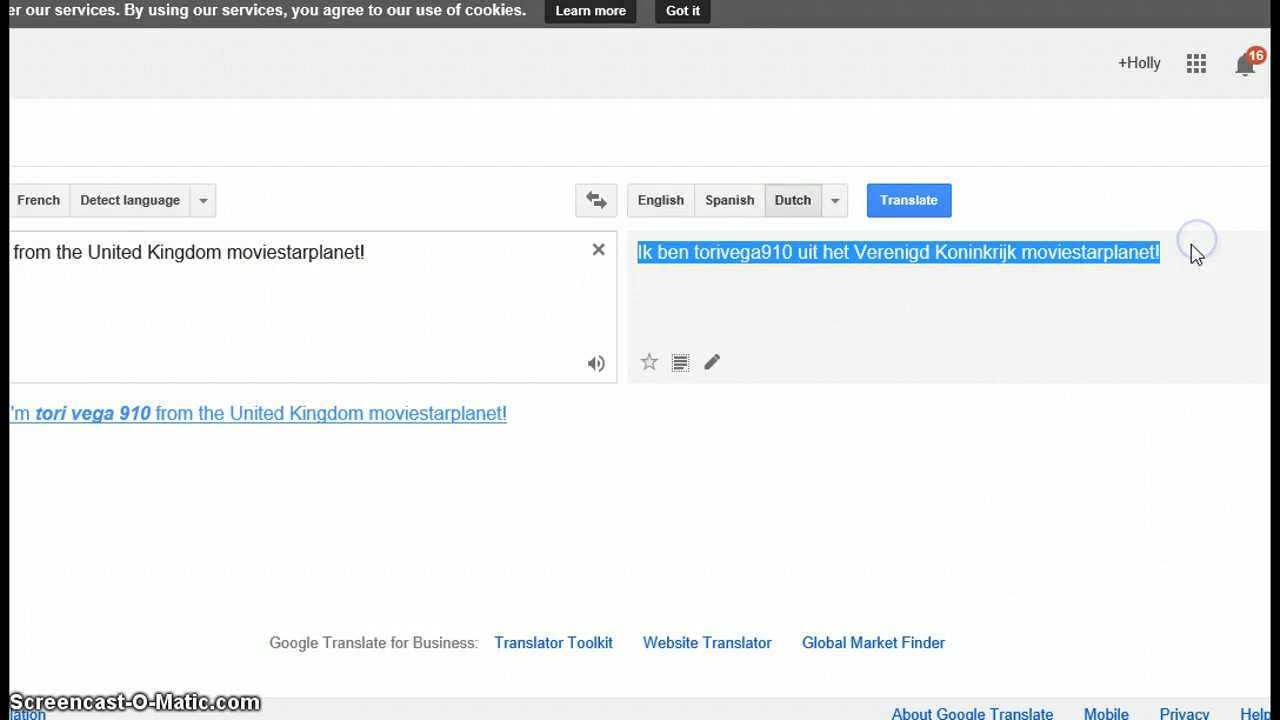 er our services. By using our services, you agree to our use of cookies. Learn more Got it
+Holly 16
French Detect language English Spanish Dutch Translate
from the United Kingdom moviestarplanet!
Ik ben torivega910 uit het Verenigd Koninkrijk moviestarplanet!
'm tori vega 910 from the United Kingdom moviestarplanet!
Google Translate for Business: Translator Toolkit Website Translator Global Market Finder
Screencast-O-Matic.com
lation About Google Translate Mobile Privacy Help